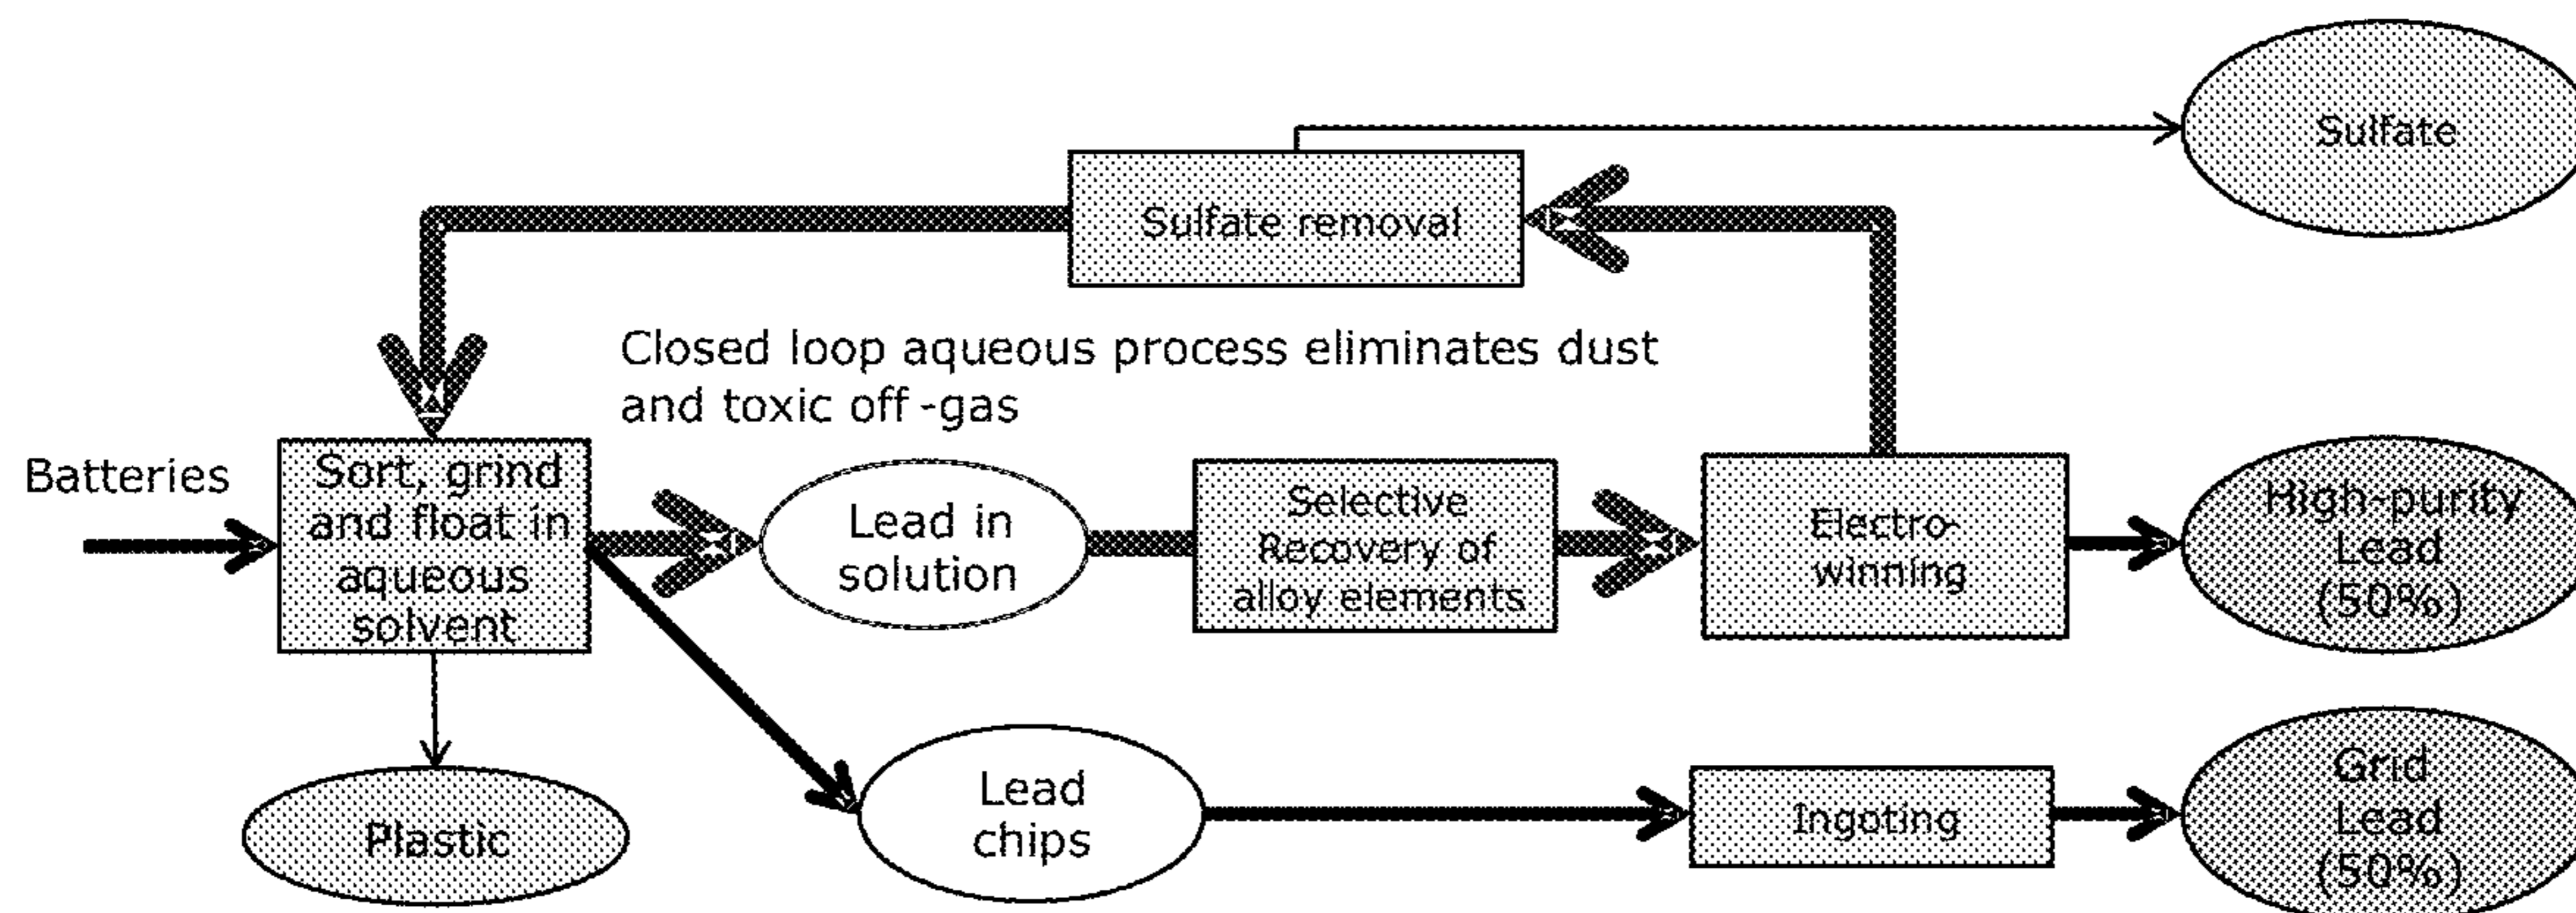 Sulfate
Sulfate removal
Closed loop aqueous process eliminates dust
and toxic off-gas
Batteries
Sort, grind
and float in
aqueous
solvent
Lead in
solution
Selective
Recovery of
alloy elements
Electro-
winning
High-purity
Lead
(50%)
Plastic
Lead
chips
Ingoting
Grid
Lead
(50%)